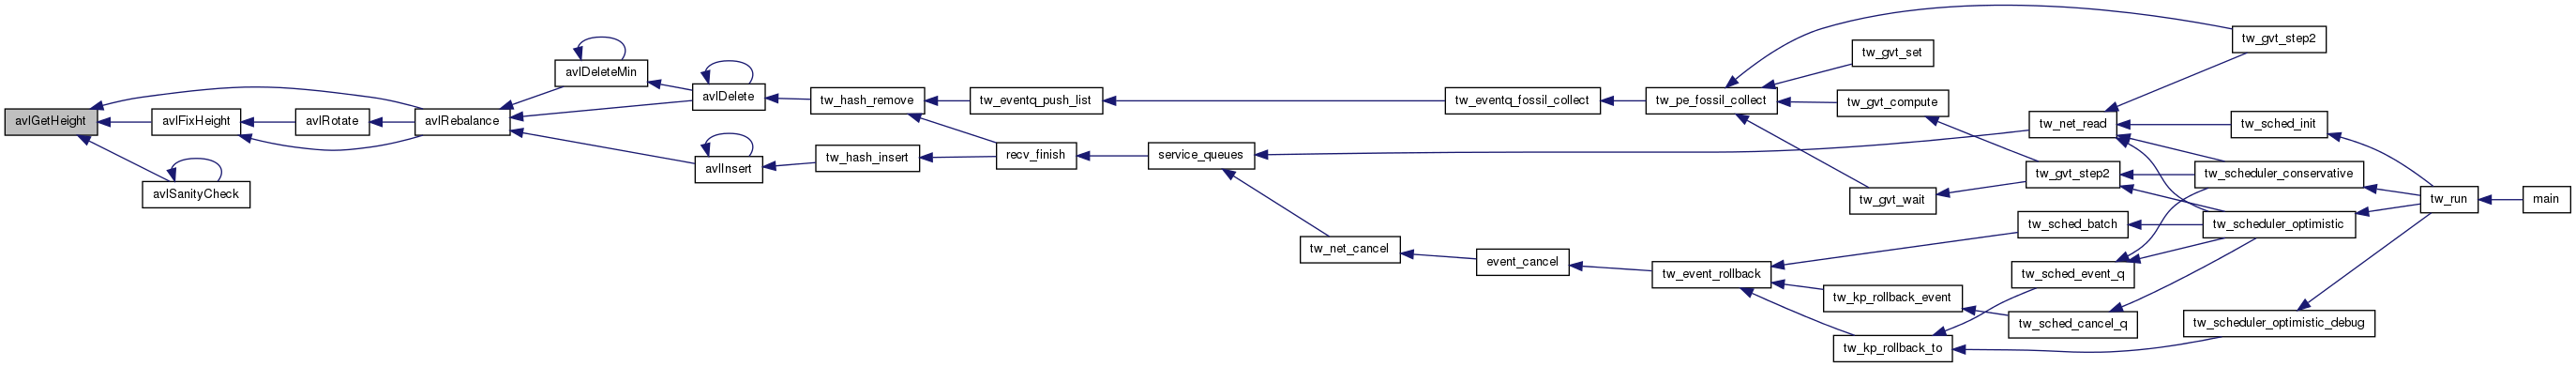 avlGetHeight
avlFixHeight
avlSanityCheck
avlRotate
avlRebalance
avlDeleteMin
avlDelete
avlInsert
tw_hash_remove
tw_hash_insert
tw_eventq_push_list
recv_finish
service_queues
tw_net_cancel
tw_eventq_fossil_collect
event_cancel
tw_pe_fossil_collect
tw_event_rollback
tw_gvt_set
tw_gvt_compute
tw_gvt_wait
tw_kp_rollback_event
tw_kp_rollback_to
tw_net_read
tw_gvt_step2
tw_sched_batch
tw_sched_event_q
tw_sched_cancel_q
tw_gvt_step2
tw_sched_init
tw_scheduler_conservative
tw_scheduler_optimistic
tw_scheduler_optimistic_debug
tw_run
main